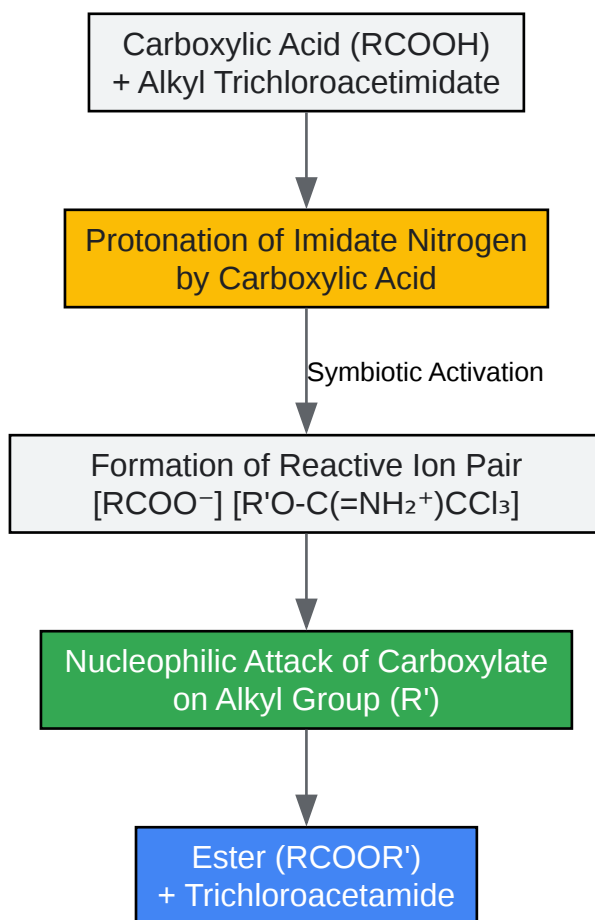 Carboxylic Acid (RCOOH)
+ Alkyl Trichloroacetimidate
Protonation of Imidate Nitrogen
by Carboxylic Acid
Symbiotic Activation
Formation of Reactive Ion Pair
[RCOO⁻] [R'O-C(=NH₂⁺)CCl₃]
Nucleophilic Attack of Carboxylate
on Alkyl Group (R')
Ester (RCOOR')
+ Trichloroacetamide